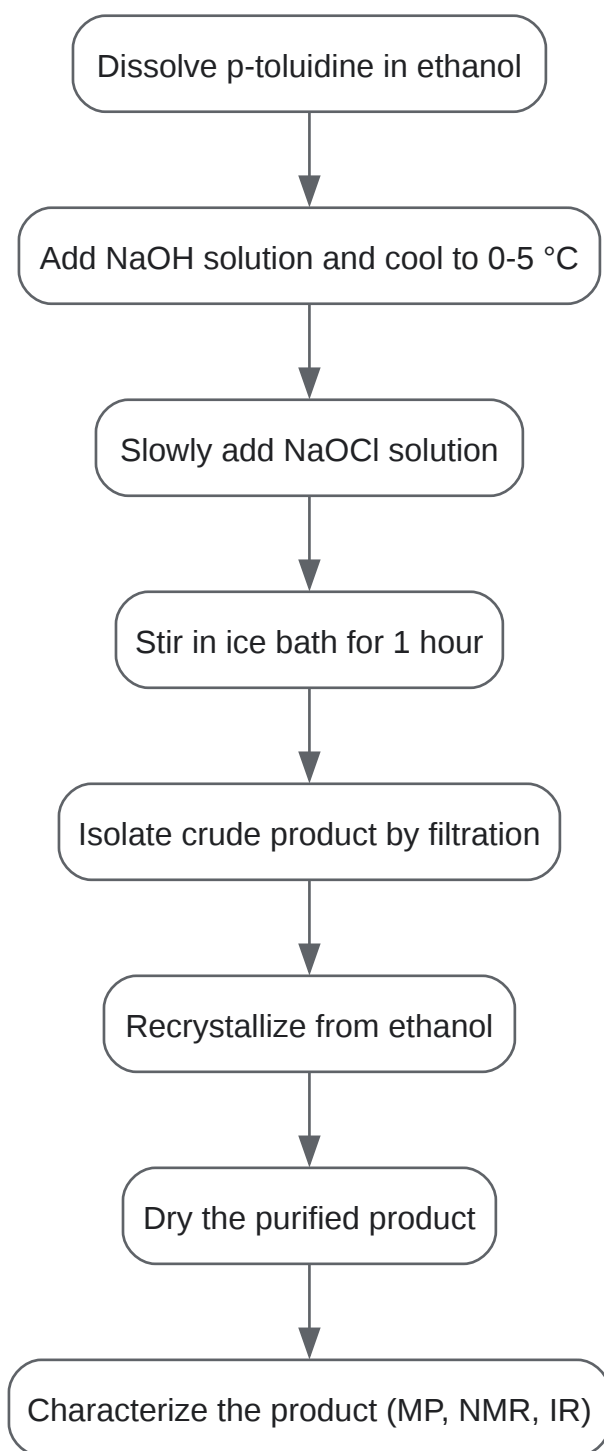 Dissolve p-toluidine in ethanol
Add NaOH solution and cool to 0-5 °C
Slowly add NaOCl solution
Stir in ice bath for 1 hour
Isolate crude product by filtration
Recrystallize from ethanol
Dry the purified product
Characterize the product (MP, NMR, IR)